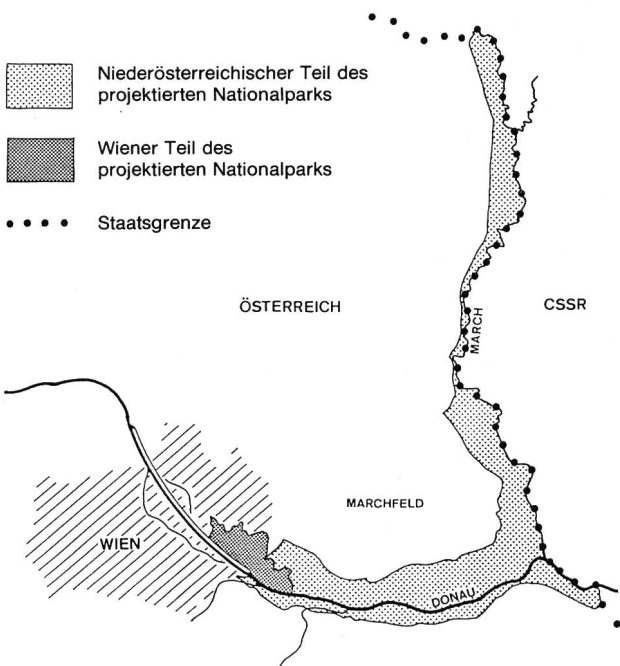 Niederösterreichischer Teil des
projektierten Nationalparks
Wiener Teil des
projektierten Nationalparks
Staatsgrenze
ÖSTERREICH
CSSR
MARCH
MARCHFELD
WIEN
DONAU